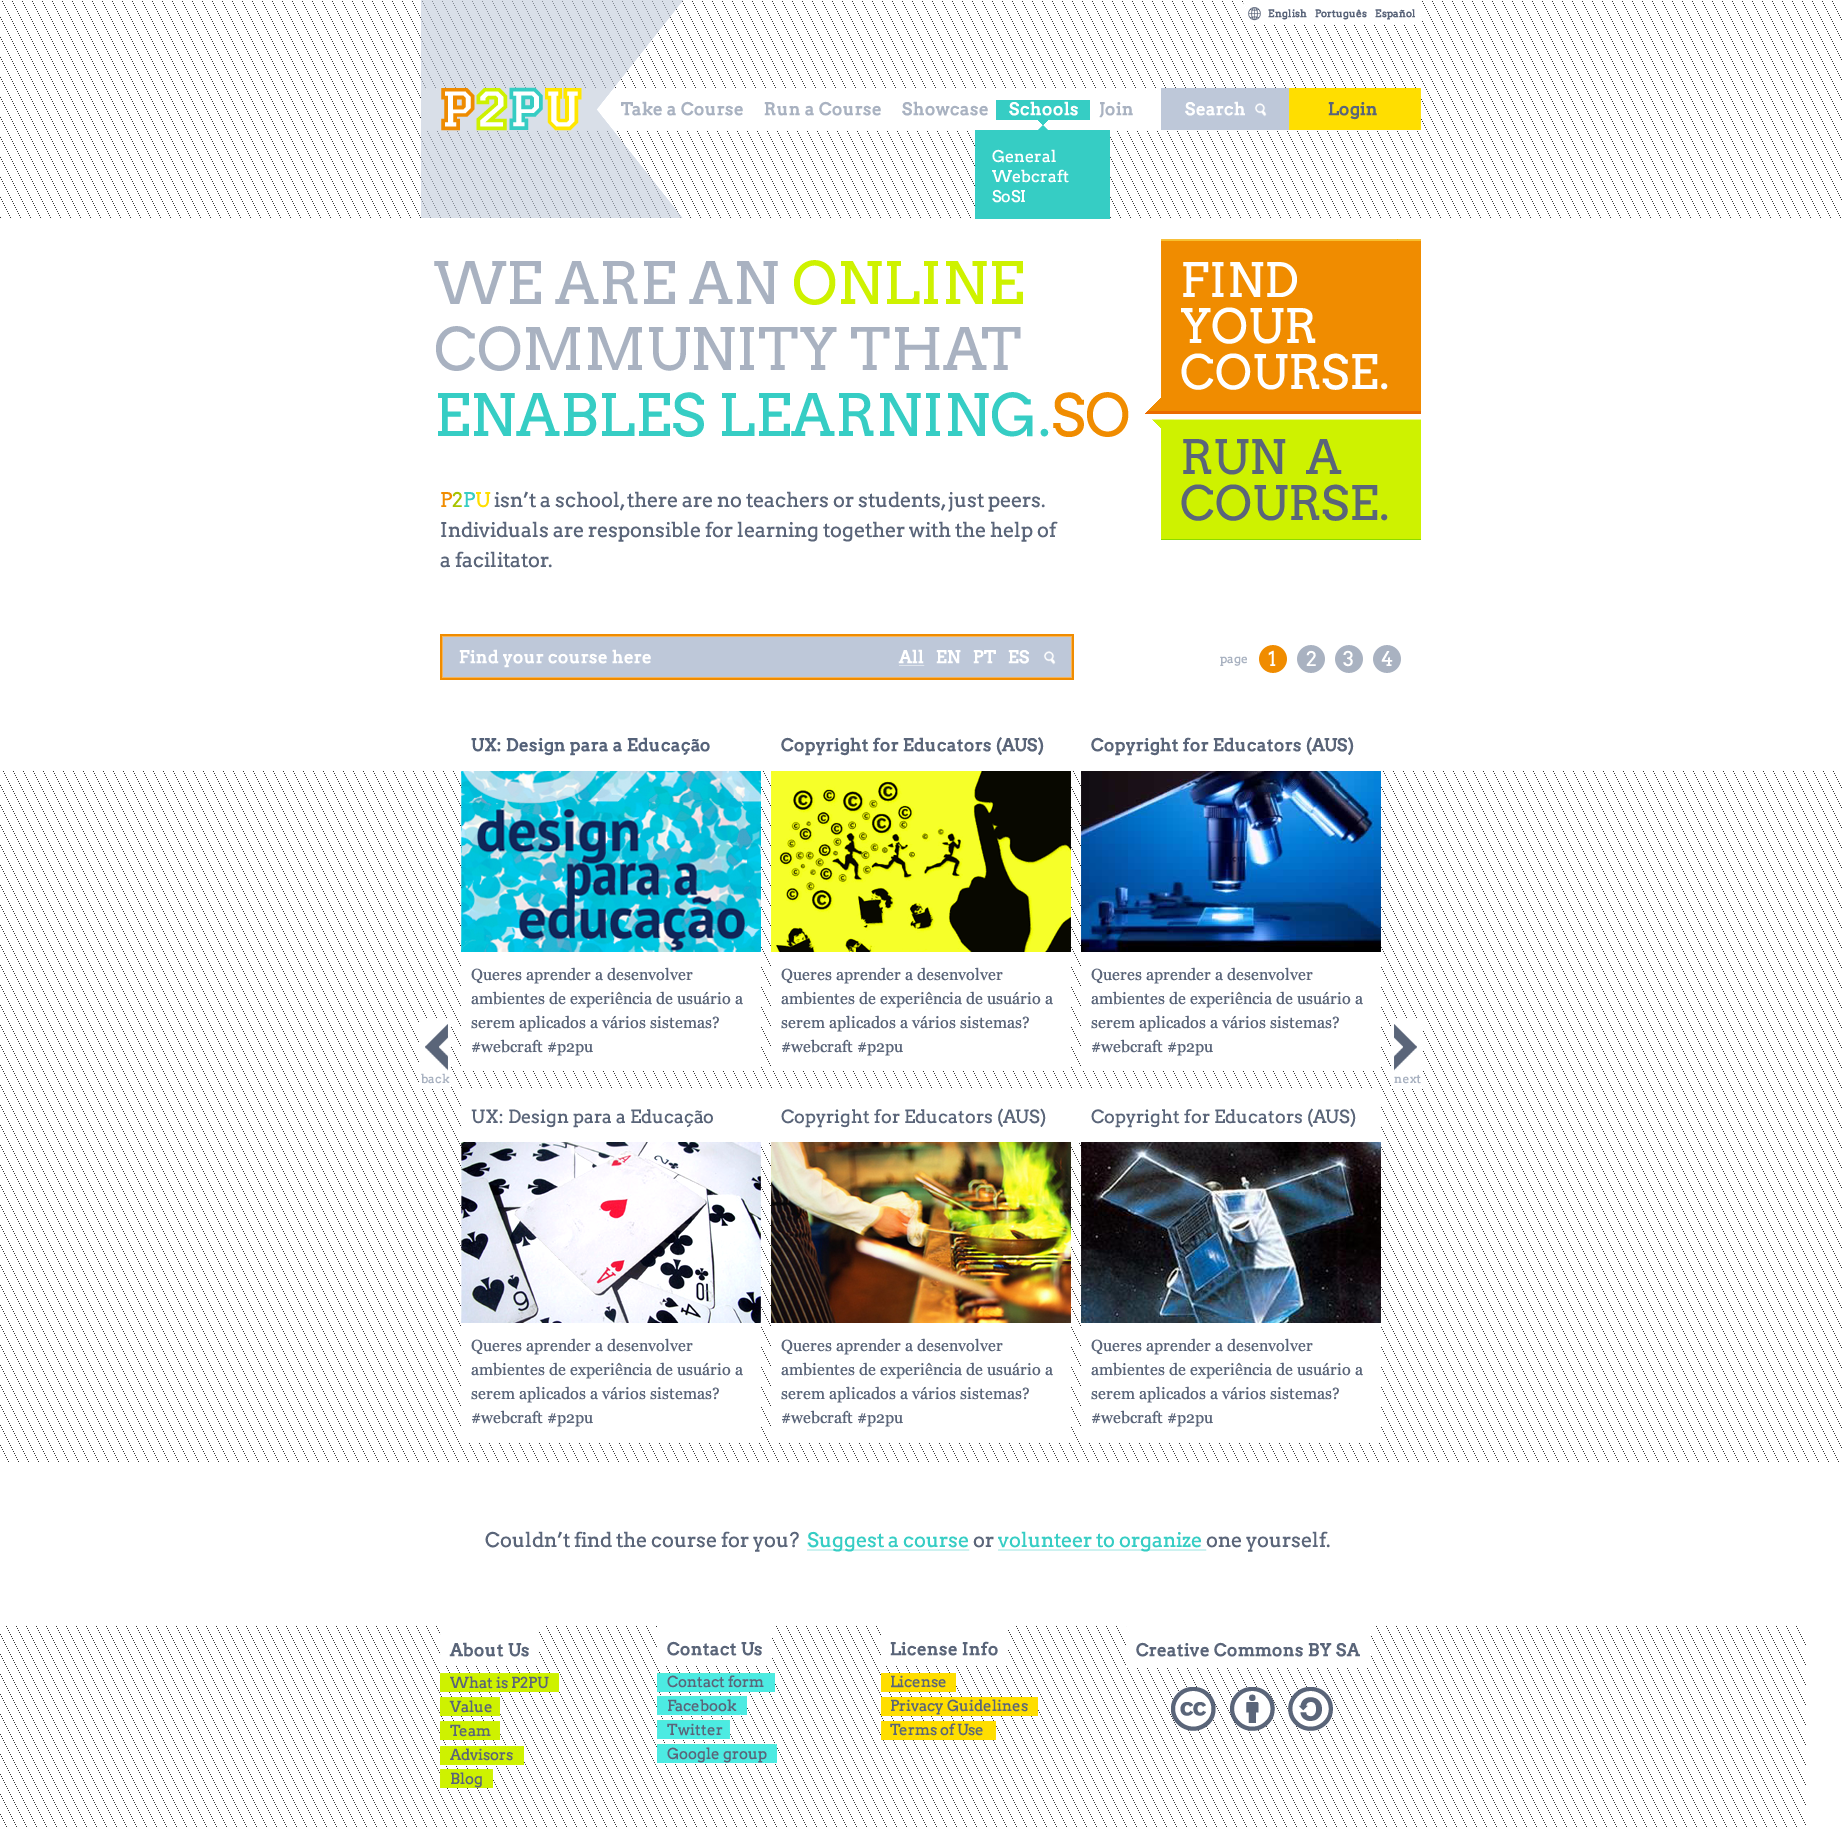 English Português Español
P2PU
Take a Course Run a Course Showcase Schools Join
Search
Login
General
Webcraft
SoSI
WE ARE AN ONLINE
COMMUNITY THAT
ENABLES LEARNING.SO
FIND
YOUR
COURSE.
RUN A
COURSE.
P2PU isn’t a school, there are no teachers or students, just peers.
Individuals are responsible for learning together with the help of
a facilitator.
Find your course here All EN PT ES
page 1 2 3 4
UX: Design para a Educação
Copyright for Educators (AUS)
Copyright for Educators (AUS)
design
para a
educação
Queres aprender a desenvolver
ambientes de experiência de usuário a
serem aplicados a vários sistemas?
#webcraft #p2pu
Queres aprender a desenvolver
ambientes de experiência de usuário a
serem aplicados a vários sistemas?
#webcraft #p2pu
Queres aprender a desenvolver
ambientes de experiência de usuário a
serem aplicados a vários sistemas?
#webcraft #p2pu
back
next
UX: Design para a Educação
Copyright for Educators (AUS)
Copyright for Educators (AUS)
A
2
A
9
10
4
Queres aprender a desenvolver
ambientes de experiência de usuário a
serem aplicados a vários sistemas?
#webcraft #p2pu
Queres aprender a desenvolver
ambientes de experiência de usuário a
serem aplicados a vários sistemas?
#webcraft #p2pu
Queres aprender a desenvolver
ambientes de experiência de usuário a
serem aplicados a vários sistemas?
#webcraft #p2pu
Couldn’t find the course for you? Suggest a course or volunteer to organize one yourself.
About Us
What is P2PU
Value
Team
Advisors
Blog
Contact Us
Contact form
Facebook
Twitter
Google group
License Info
License
Privacy Guidelines
Terms of Use
Creative Commons BY SA
cc